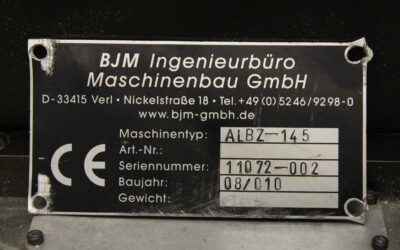 BJM Ingenieurbüro
Maschinenbau GmbH
D-33415 Verl • Nickelstraße 18 • Tel.+49(0)5246/9298-0
www.bjm-gmbh.de
Maschinentyp: ALBZ-145
Art.-Nr.:
Seriennummer: 11072-002
Baujahr: 08/010
Gewicht:
CE